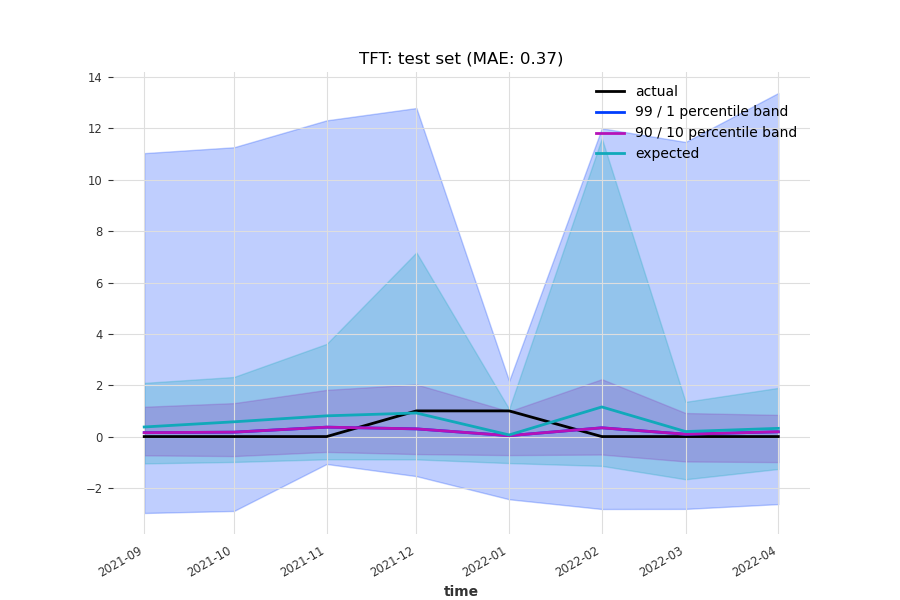 TFT: test set (MAE: 0.37)
14
12
10
8
6
4
2
0
−2
actual
99 / 1 percentile band
90 / 10 percentile band
expected
2021-09
2021-10
2021-11
2021-12
2022-01
2022-02
2022-03
2022-04
time